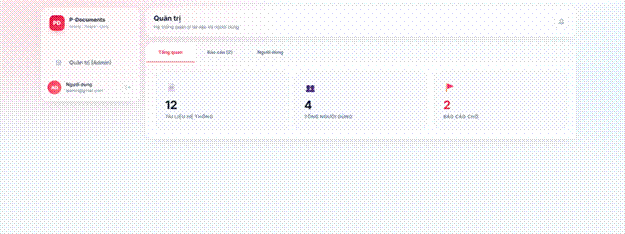 PD
P-Documents
Quản trị (Admin)
AD
Người dùng
Quản trị
Hệ thống quản lý tài liệu và người dùng
Tổng quan
Báo cáo (2)
Người dùng
12
TÀI LIỆU HỆ THỐNG
4
TỔNG NGƯỜI DÙNG
2
BÁO CÁO CHỜ